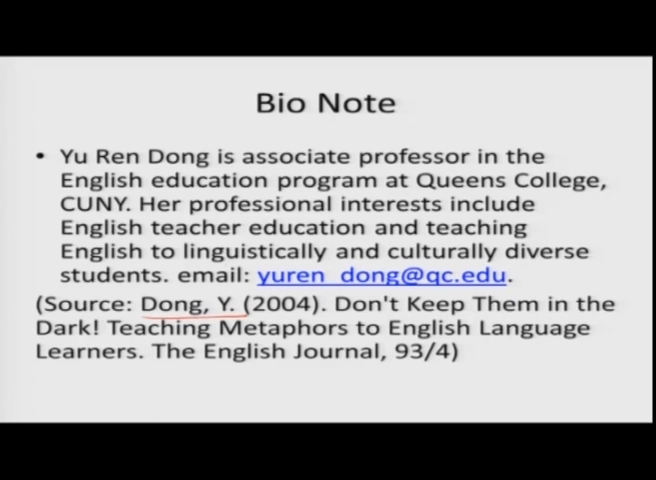 Bio Note
• Yu Ren Dong is associate professor in the
English education program at Queens College,
CUNY. Her professional interests include
English teacher education and teaching
English to linguistically and culturally diverse
students. email: yuren_dong@qc.edu.
(Source: Dong, Y. (2004). Don't Keep Them in the
Dark! Teaching Metaphors to English Language
Learners. The English Journal, 93/4)